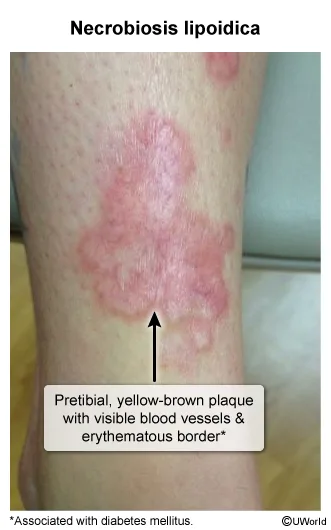 Necrobiosis lipoidica
Pretibial, yellow-brown plaque
with visible blood vessels &
erythematous border*
*Associated with diabetes mellitus.
©UWorld